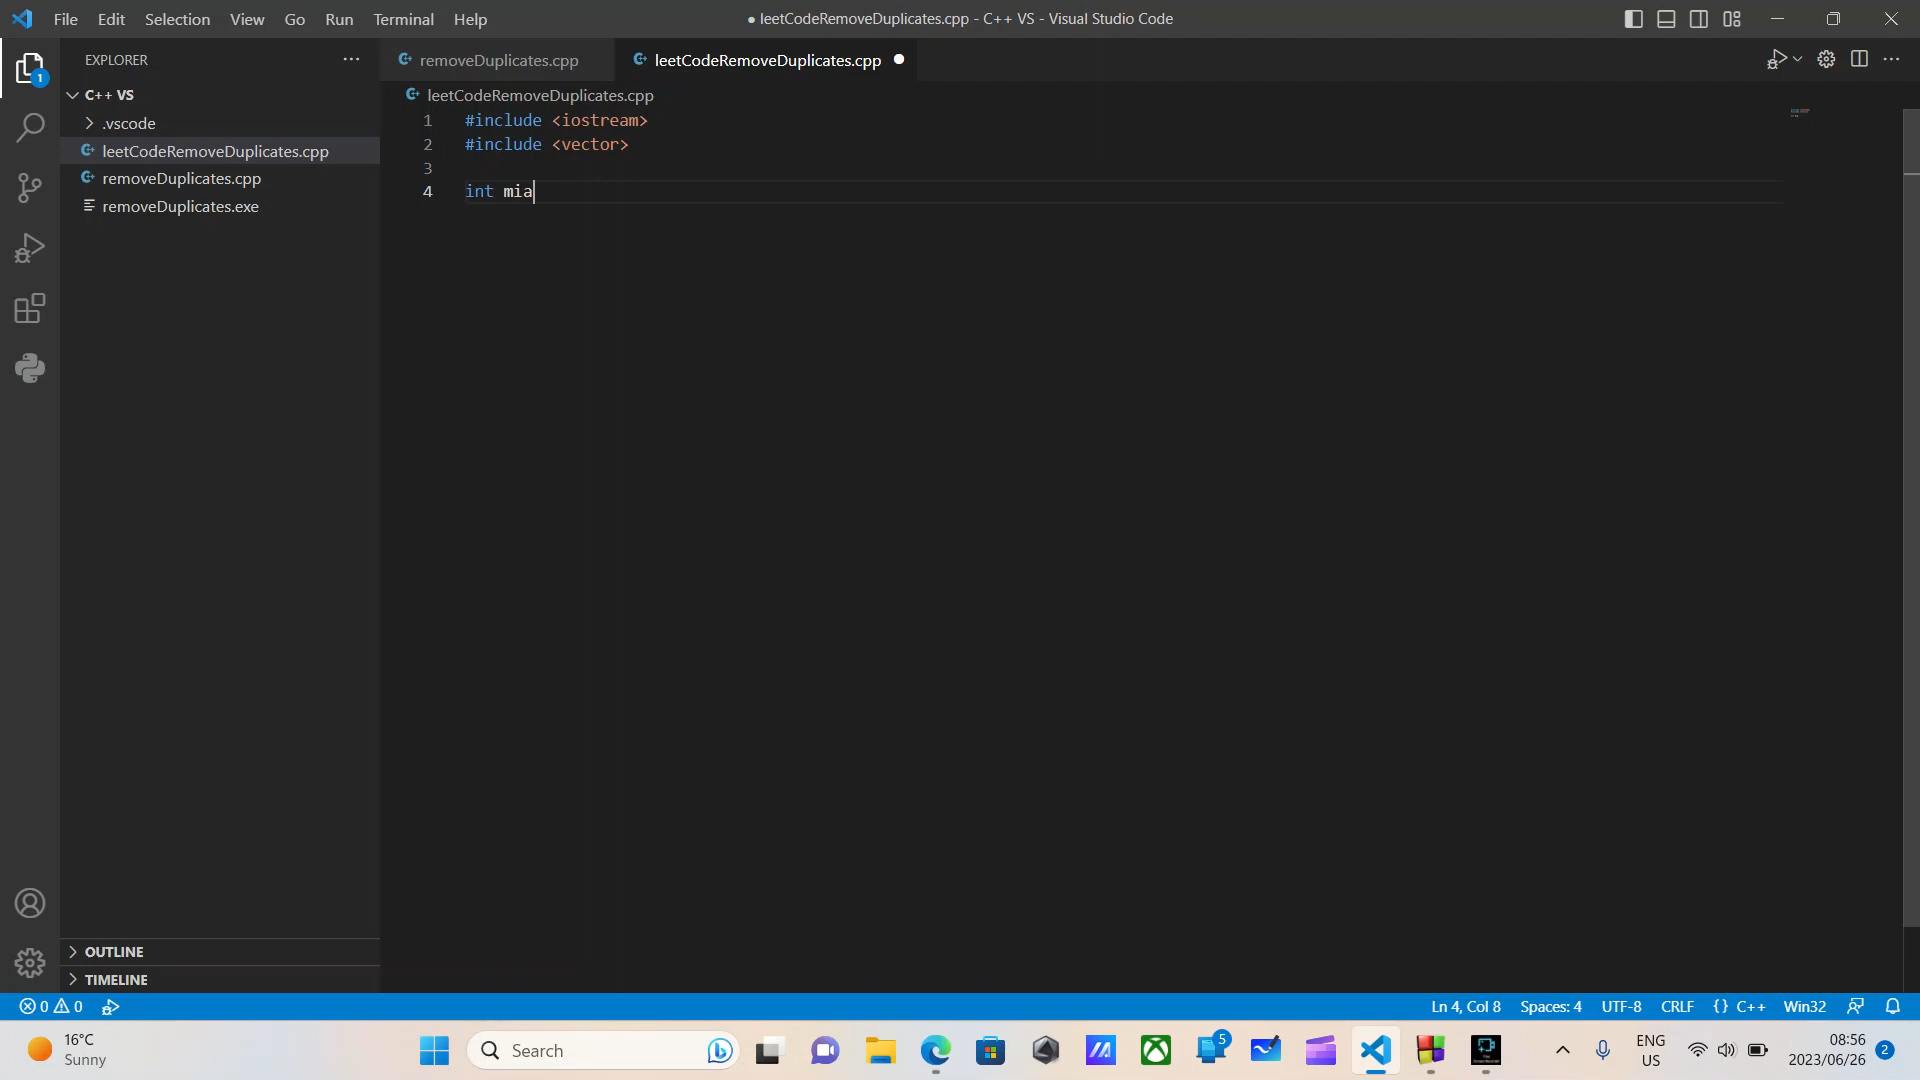 File Edit Selection View Go Run Terminal Help
● leetCodeRemoveDuplicates.cpp - C++ VS - Visual Studio Code
EXPLORER
C++ VS
.vscode
leetCodeRemoveDuplicates.cpp
removeDuplicates.cpp
removeDuplicates.exe
OUTLINE
TIMELINE
1
removeDuplicates.cpp
leetCodeRemoveDuplicates.cpp
leetCodeRemoveDuplicates.cpp
1 #include <iostream>
2 #include <vector>
3
4 int mia
0 0
Ln 4, Col 8 Spaces: 4 UTF-8 CRLF {} C++ Win32
16°C
Sunny
Search
5
ENG
US
08:56
2023/06/26
2